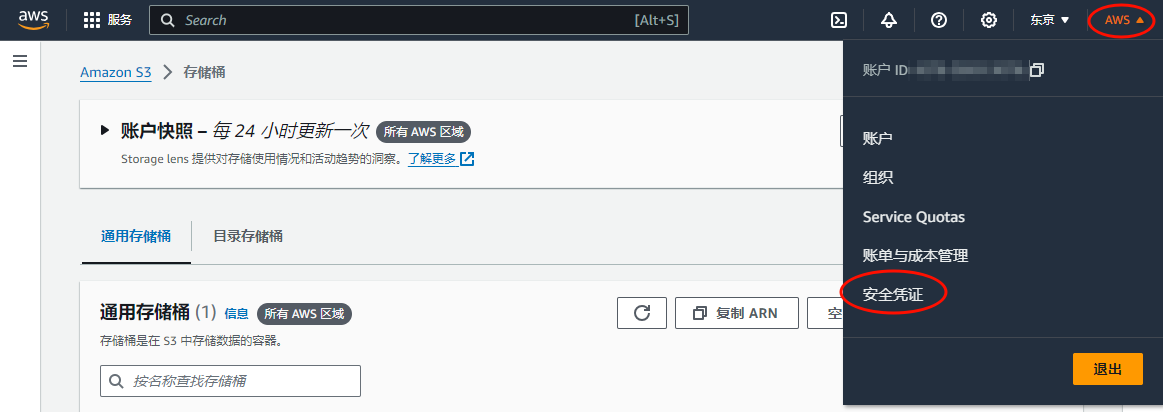 aws 服务 Search [Alt+S] 东京 AWS
Amazon S3 存储桶
账户 ID
账户快照 – 每 24 小时更新一次 所有 AWS 区域
Storage lens 提供对存储使用情况和活动趋势的洞察。了解更多
账户
组织
Service Quotas
账单与成本管理
安全凭证
退出
通用存储桶 目录存储桶
通用存储桶 (1) 信息 所有 AWS 区域
复制 ARN
空
存储桶是在 S3 中存储数据的容器。
按名称查找存储桶